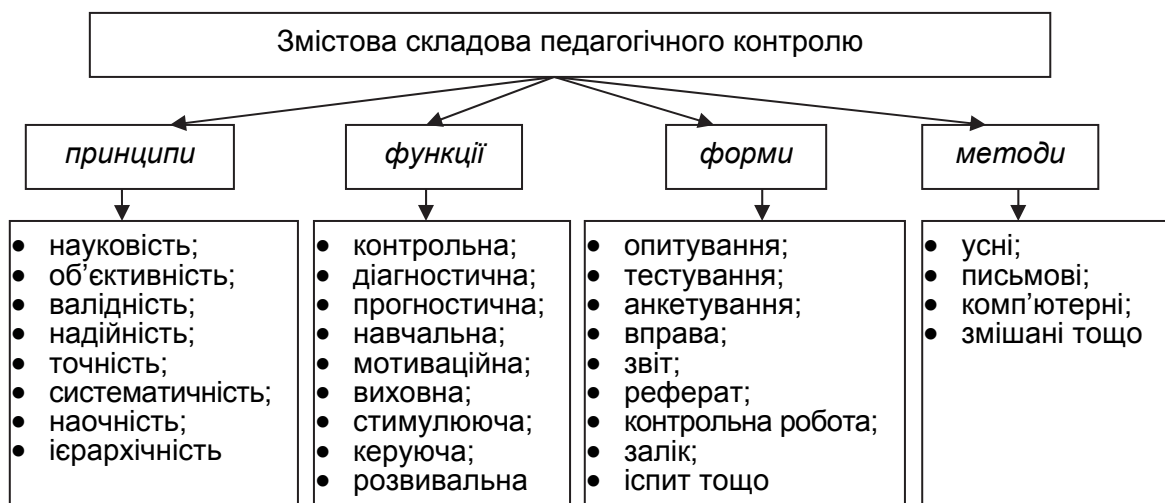 Змістова складова педагогічного контролю
принципи
функції
форми
методи
• науковість;
• об’єктивність;
• валідність;
• надійність;
• точність;
• систематичність;
• наочність;
• ієрархічність
• контрольна;
• діагностична;
• прогностична;
• навчальна;
• мотиваційна;
• виховна;
• стимулююча;
• керуюча;
• розвивальна
• опитування;
• тестування;
• анкетування;
• вправа;
• звіт;
• реферат;
• контрольна робота;
• залік;
• іспит тощо
• усні;
• письмові;
• комп’ютерні;
• змішані тощо